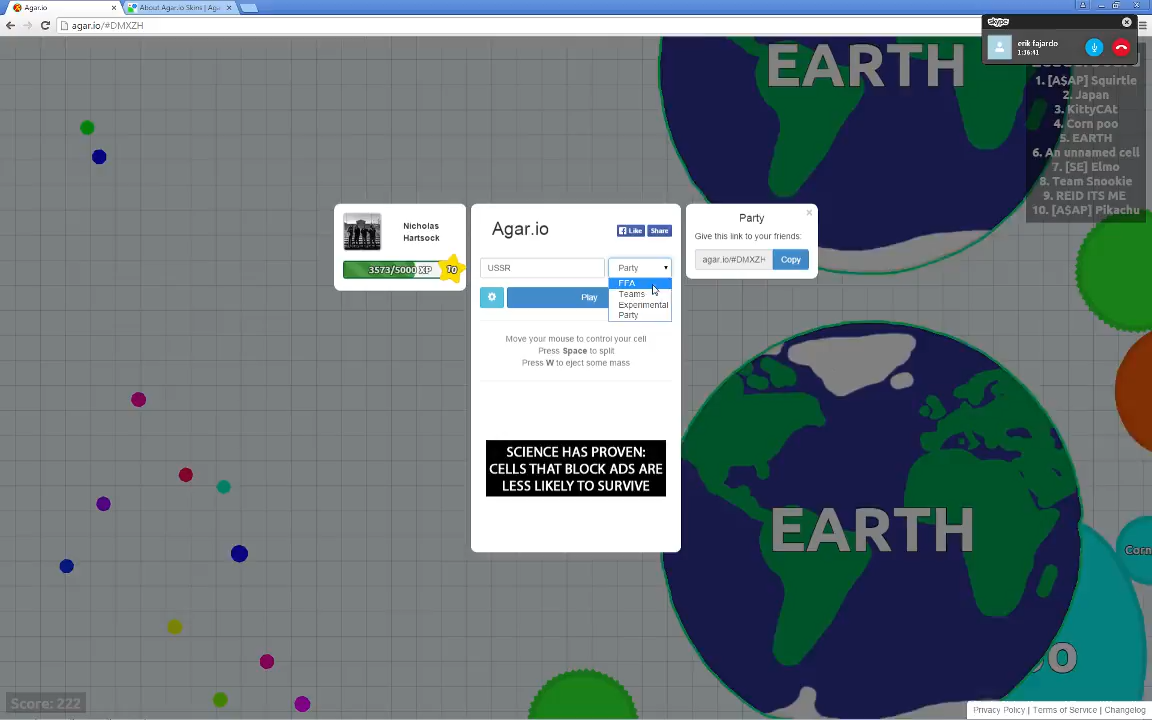 Agar.io
About Agar.io Skins | Aga
agar.io/#DMXZH
skype
erik fajardo
1:36:41
EARTH
1. [A$AP] Squirtle
2. Japan
3. KittyCAt
4. Corn poo
5. EARTH
6. An unnamed cell
7. [SE] Elmo
8. Team Snookie
9. REID ITS ME
10. [A$AP] Pikachu
Nicholas
Hartsock
3573/5000 XP
Agar.io
Like
Share
USSR
Party
FFA
Teams
Experimental
Party
Play
Move your mouse to control your cell
Press Space to split
Press W to eject some mass
SCIENCE HAS PROVEN:
CELLS THAT BLOCK ADS ARE
LESS LIKELY TO SURVIVE
Party
×
Give this link to your friends:
agar.io/#DMXZH
Copy
EARTH
Corn
Score: 222
Privacy Policy | Terms of Service | Changelog